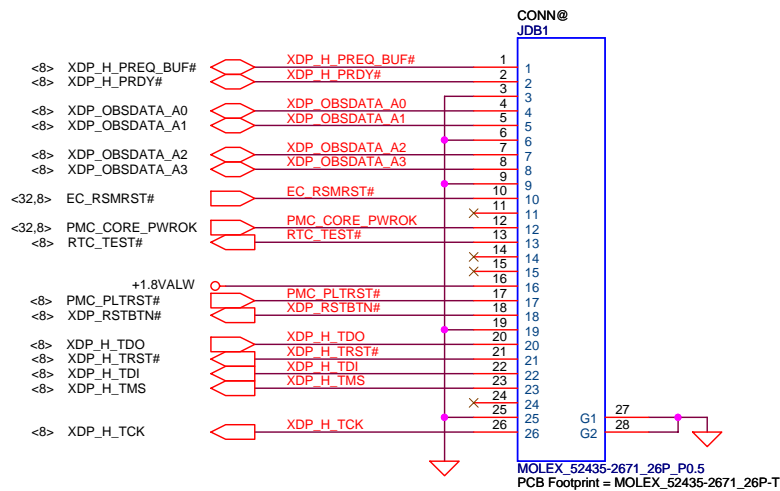 CONN@
JDB1
<8> XDP_H_PREQ_BUF# XDP_H_PREQ_BUF# 1 1
<8> XDP_H_PRDY# XDP_H_PRDY# 2 2
3 3
<8> XDP_OBSDATA_A0 XDP_OBSDATA_A0 4 4
<8> XDP_OBSDATA_A1 XDP_OBSDATA_A1 5 5
6 6
<8> XDP_OBSDATA_A2 XDP_OBSDATA_A2 7 7
<8> XDP_OBSDATA_A3 XDP_OBSDATA_A3 8 8
9 9
<32,8> EC_RSMRST# EC_RSMRST# 10 10
11 11
<32,8> PMC_CORE_PWROK PMC_CORE_PWROK 12 12
<8> RTC_TEST# RTC_TEST# 13 13
14 14
15 15
+1.8VALW 16 16
<8> PMC_PLTRST# PMC_PLTRST# 17 17
<8> XDP_RSTBTN# XDP_RSTBTN# 18 18
19 19
<8> XDP_H_TDO XDP_H_TDO 20 20
<8> XDP_H_TRST# XDP_H_TRST# 21 21
<8> XDP_H_TDI XDP_H_TDI 22 22
<8> XDP_H_TMS XDP_H_TMS 23 23
24 24
25 25 G1 27
<8> XDP_H_TCK XDP_H_TCK 26 26 G2 28
MOLEX_52435-2671_26P_P0.5
PCB Footprint = MOLEX_52435-2671_26P-T